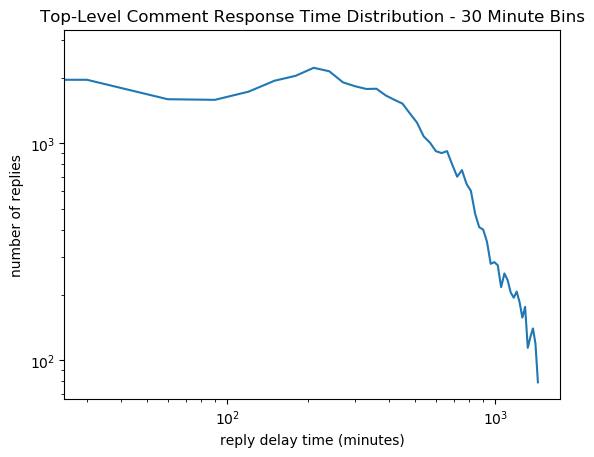 Top-Level Comment Response Time Distribution - 30 Minute Bins
number of replies
10³
10²
10² 10³
reply delay time (minutes)